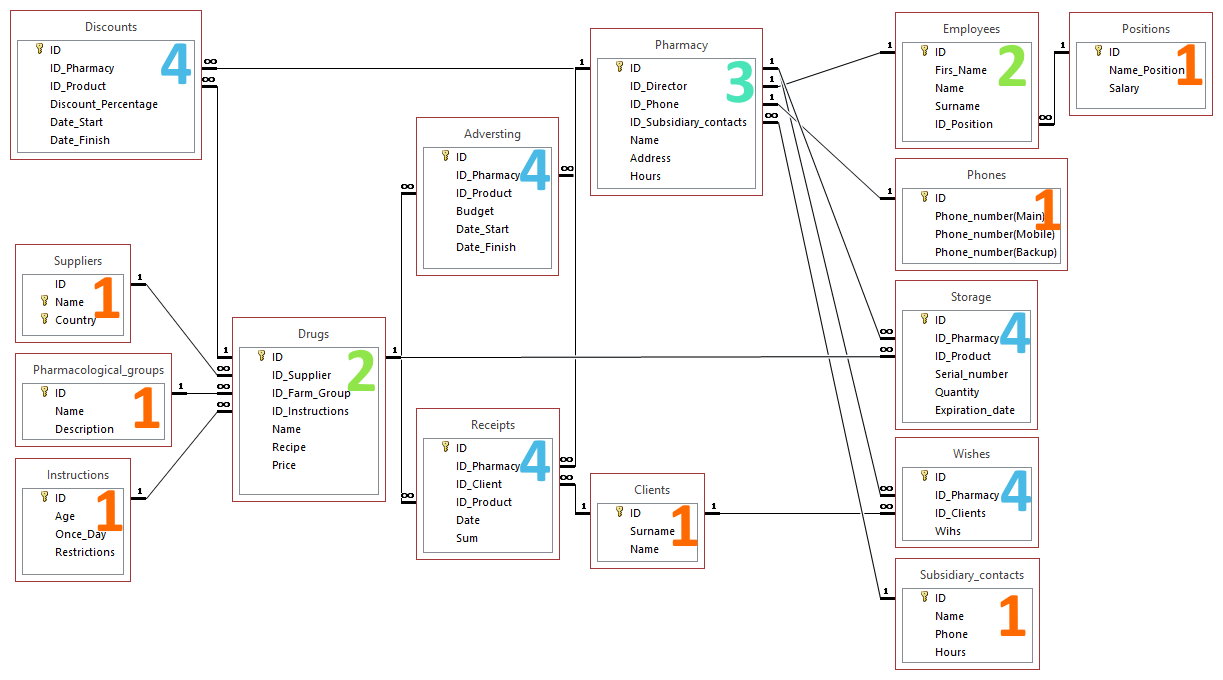 Discounts
ID
ID_Pharmacy
ID_Product
Discount_Percentage
Date_Start
Date_Finish
4
∞
∞
Suppliers
ID
Name
Country
1
1
Pharmacological_groups
ID
Name
Description
1
1
Instructions
ID
Age
Once_Day
Restrictions
1
1
Drugs
ID
ID_Supplier
ID_Farm_Group
ID_Instructions
Name
Recipe
Price
2
1
∞
∞
∞
1
Adversting
ID
ID_Pharmacy
ID_Product
Budget
Date_Start
Date_Finish
4
∞
∞
Receipts
ID
ID_Pharmacy
ID_Client
ID_Product
Date
Sum
4
∞
∞
∞
Pharmacy
ID
ID_Director
ID_Phone
ID_Subsidiary_contacts
Name
Address
Hours
3
1
1
1
1
∞
Clients
ID
Surname
Name
1
1
1
Employees
ID
Firs_Name
Name
Surname
ID_Position
2
1
∞
Positions
ID
Name_Position
Salary
1
1
Phones
ID
Phone_number(Main)
Phone_number(Mobile)
Phone_number(Backup)
1
1
Storage
ID
ID_Pharmacy
ID_Product
Serial_number
Quantity
Expiration_date
4
∞
∞
Wishes
ID
ID_Pharmacy
ID_Clients
Wihs
4
∞
∞
Subsidiary_contacts
ID
Name
Phone
Hours
1
1